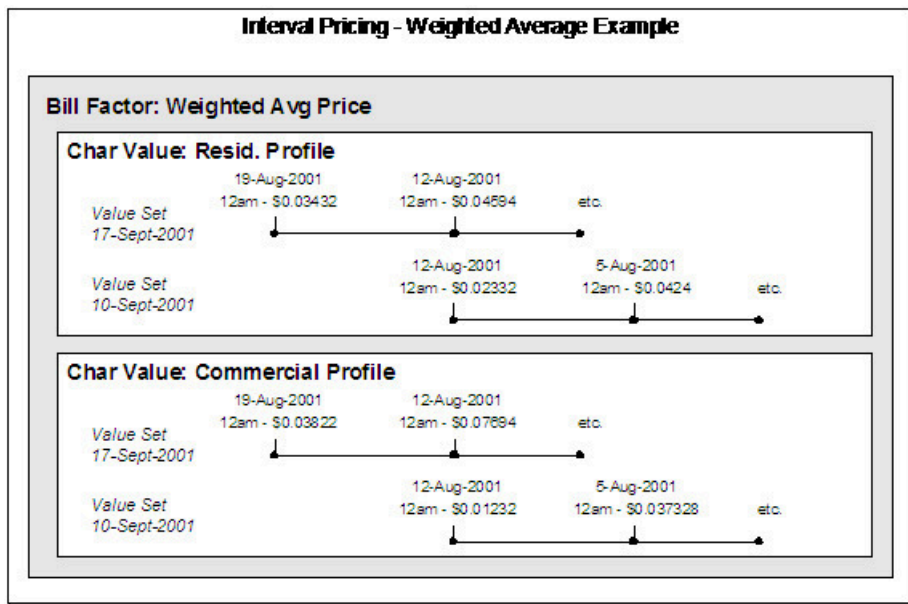 Interval Pricing - Weighted Average Example
Bill Factor: Weighted Avg Price
Char Value: Resid. Profile
19-Aug-2001 12-Aug-2001
12am - $0.03432 12am - $0.04594 etc.
Value Set
17-Sept-2001
12-Aug-2001 5-Aug-2001
12am - $0.02332 12am - $0.0424 etc.
Value Set
10-Sept-2001
Char Value: Commercial Profile
19-Aug-2001 12-Aug-2001
12am - $0.03822 12am - $0.07694 etc.
Value Set
17-Sept-2001
12-Aug-2001 5-Aug-2001
12am - $0.01232 12am - $0.037328 etc.
Value Set
10-Sept-2001